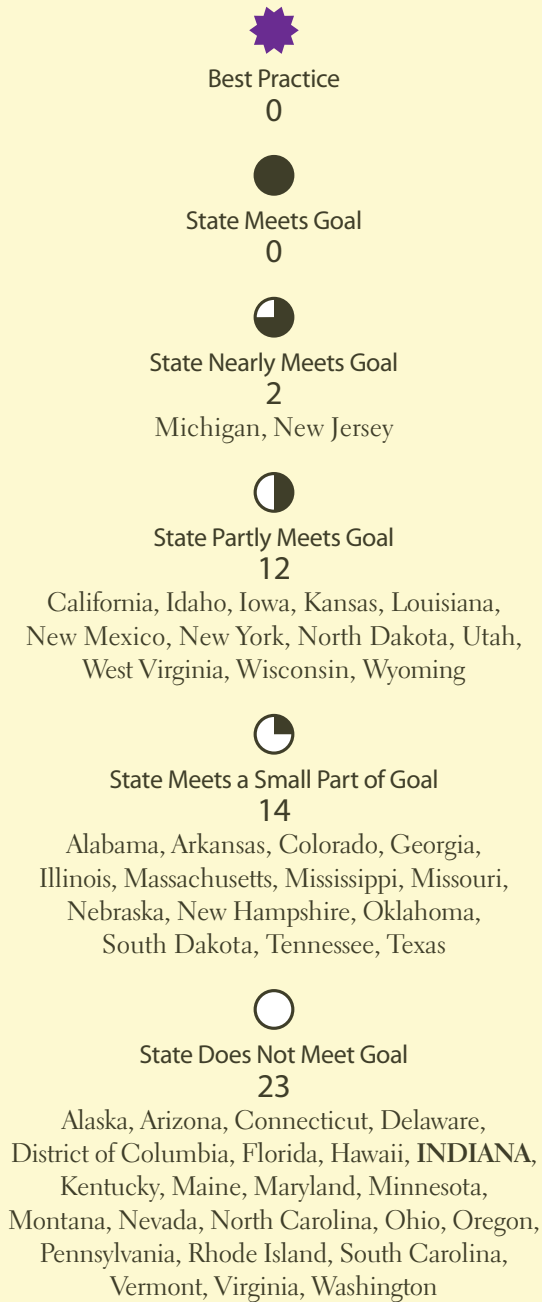 Best Practice
0
State Meets Goal
0
State Nearly Meets Goal
2
Michigan, New Jersey
State Partly Meets Goal
12
California, Idaho, Iowa, Kansas, Louisiana,
New Mexico, New York, North Dakota, Utah,
West Virginia, Wisconsin, Wyoming
State Meets a Small Part of Goal
14
Alabama, Arkansas, Colorado, Georgia,
Illinois, Massachusetts, Mississippi, Missouri,
Nebraska, New Hampshire, Oklahoma,
South Dakota, Tennessee, Texas
State Does Not Meet Goal
23
Alaska, Arizona, Connecticut, Delaware,
District of Columbia, Florida, Hawaii, INDIANA,
Kentucky, Maine, Maryland, Minnesota,
Montana, Nevada, North Carolina, Ohio, Oregon,
Pennsylvania, Rhode Island, South Carolina,
Vermont, Virginia, Washington